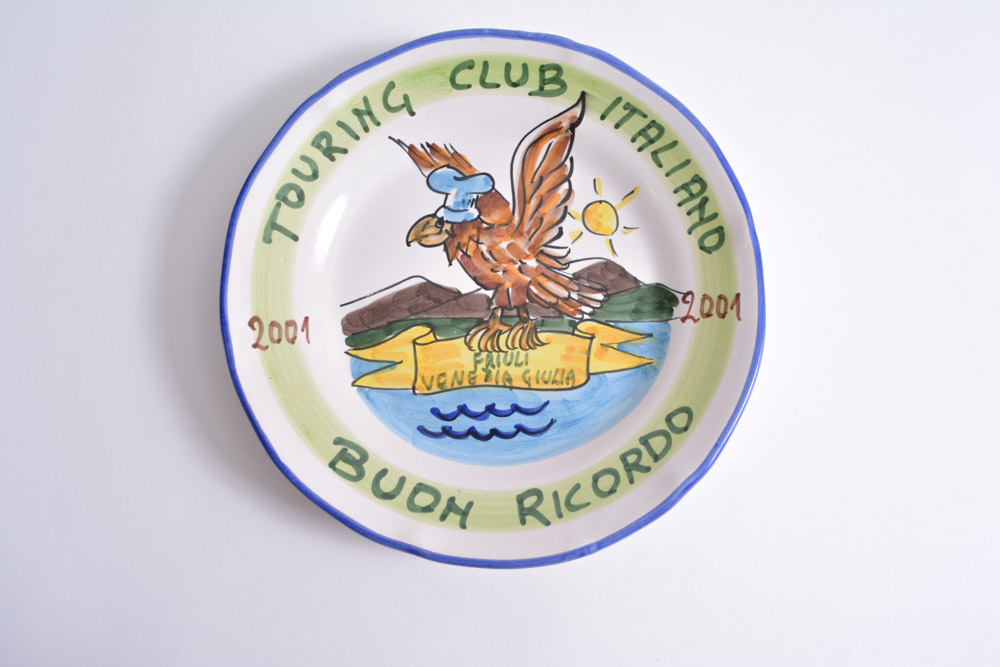 TOURING CLUB ITALIANO
2001
2001
FRIULI
VENEZIA GIULIA
BUON RICORDO